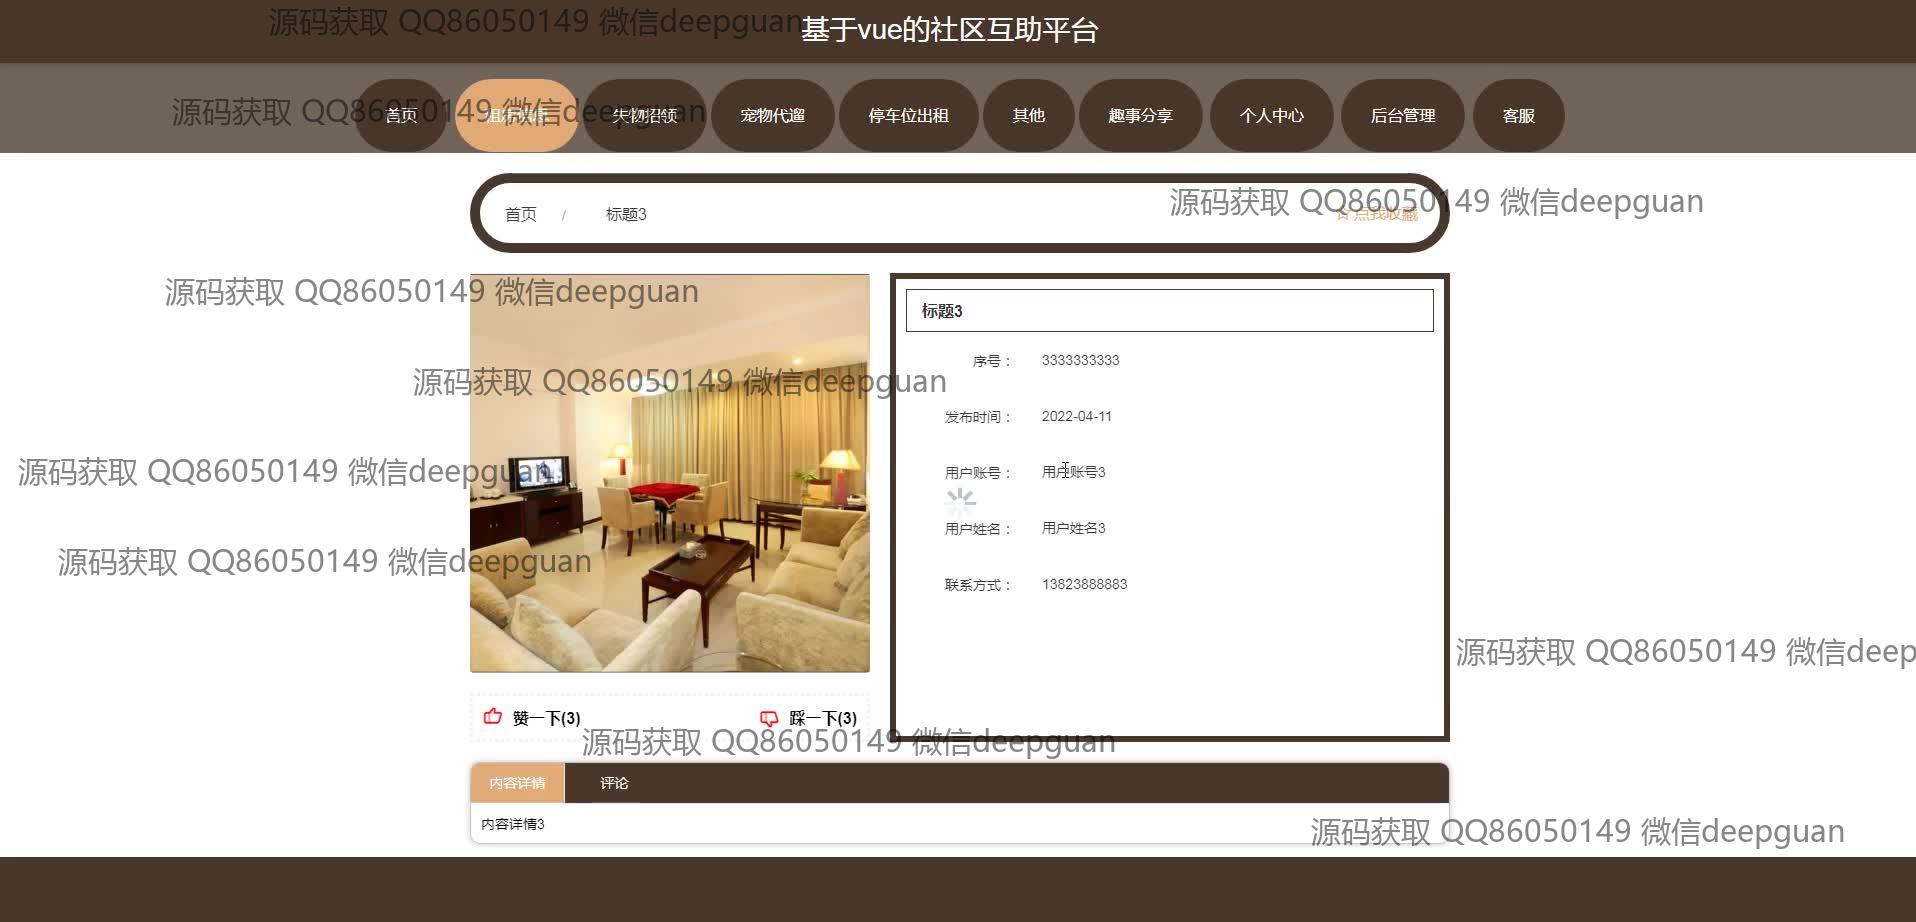 源码获取 QQ86050149 微信deepguan
基于vue的社区互助平台
源码获取 QQ86050149 微信deepguan
首页
失物招领
宠物代遛
停车位出租
其他
趣事分享
个人中心
后台管理
客服
首页 / 标题3
☆ 点我收藏
源码获取 QQ86050149 微信deepguan
源码获取 QQ86050149 微信deepguan
标题3
序号： 3333333333
源码获取 QQ86050149 微信deepguan
发布时间： 2022-04-11
源码获取 QQ86050149 微信deepguan
用户账号： 用户账号3
用户姓名： 用户姓名3
源码获取 QQ86050149 微信deepguan
联系方式： 13823888883
源码获取 QQ86050149 微信deep
赞一下(3)
踩一下(3)
源码获取 QQ86050149 微信deepguan
内容详情
评论
内容详情3
源码获取 QQ86050149 微信deepguan